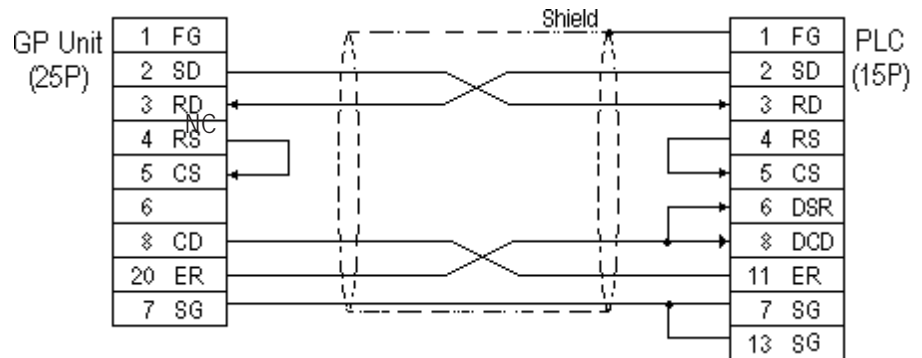 Shield
GP Unit
(25P)
1 FG
2 SD
3 RD
NC
4 RS
5 CS
6
8 CD
20 ER
7 SG
1 FG
2 SD
3 RD
4 RS
5 CS
6 DSR
8 DCD
11 ER
7 SG
13 SG
PLC
(15P)